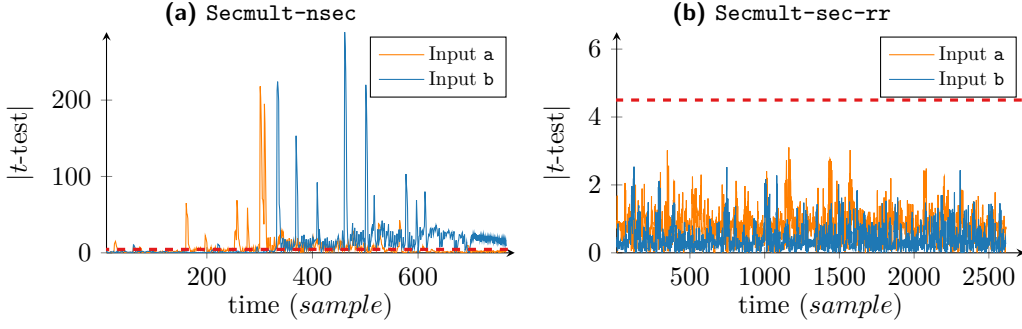 (a) Secmult-nsec
Input a
Input b
200
100
0
200
400
600
|t-test|
time (sample)
(b) Secmult-sec-rr
Input a
Input b
6
4
2
0
500
1000
1500
2000
2500
|t-test|
time (sample)